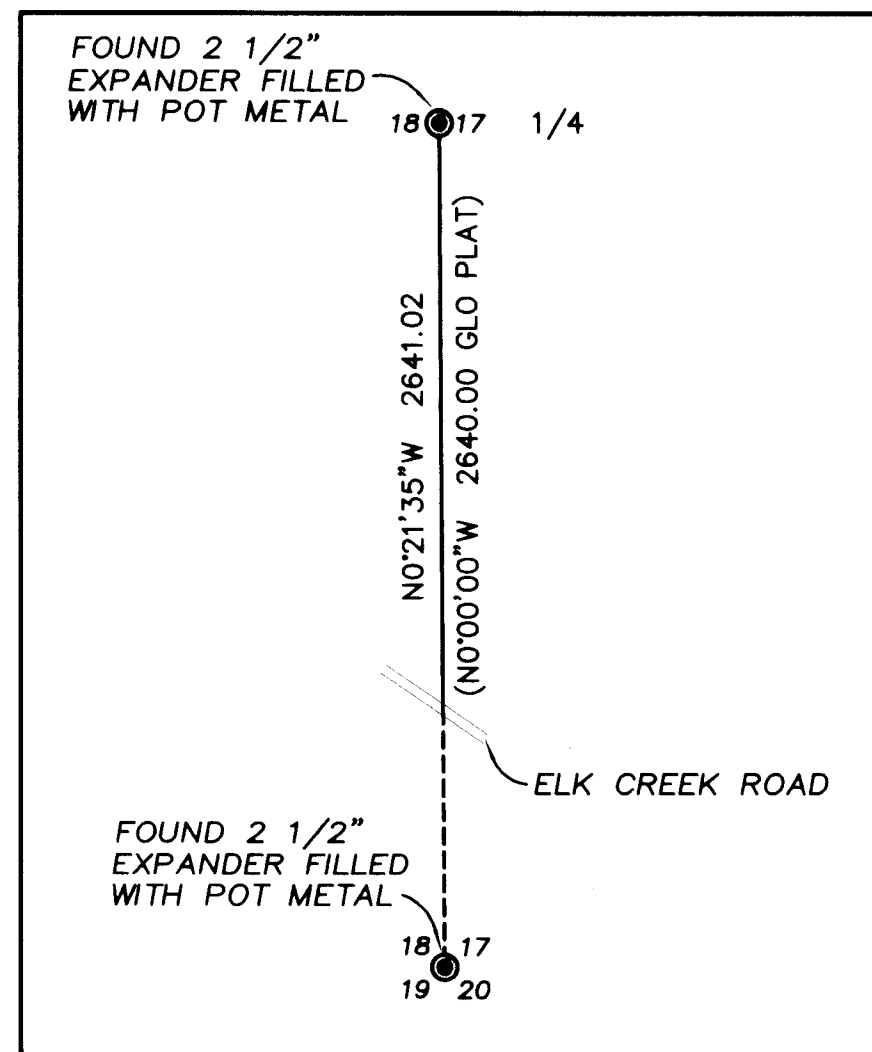 FOUND 2 1/2"
EXPANDER FILLED
WITH POT METAL
18 17 1/4
N0°21'35"W 2641.02
(N0°00'00"W 2640.00 GLO PLAT)
ELK CREEK ROAD
FOUND 2 1/2"
EXPANDER FILLED
WITH POT METAL
18 17
19 20